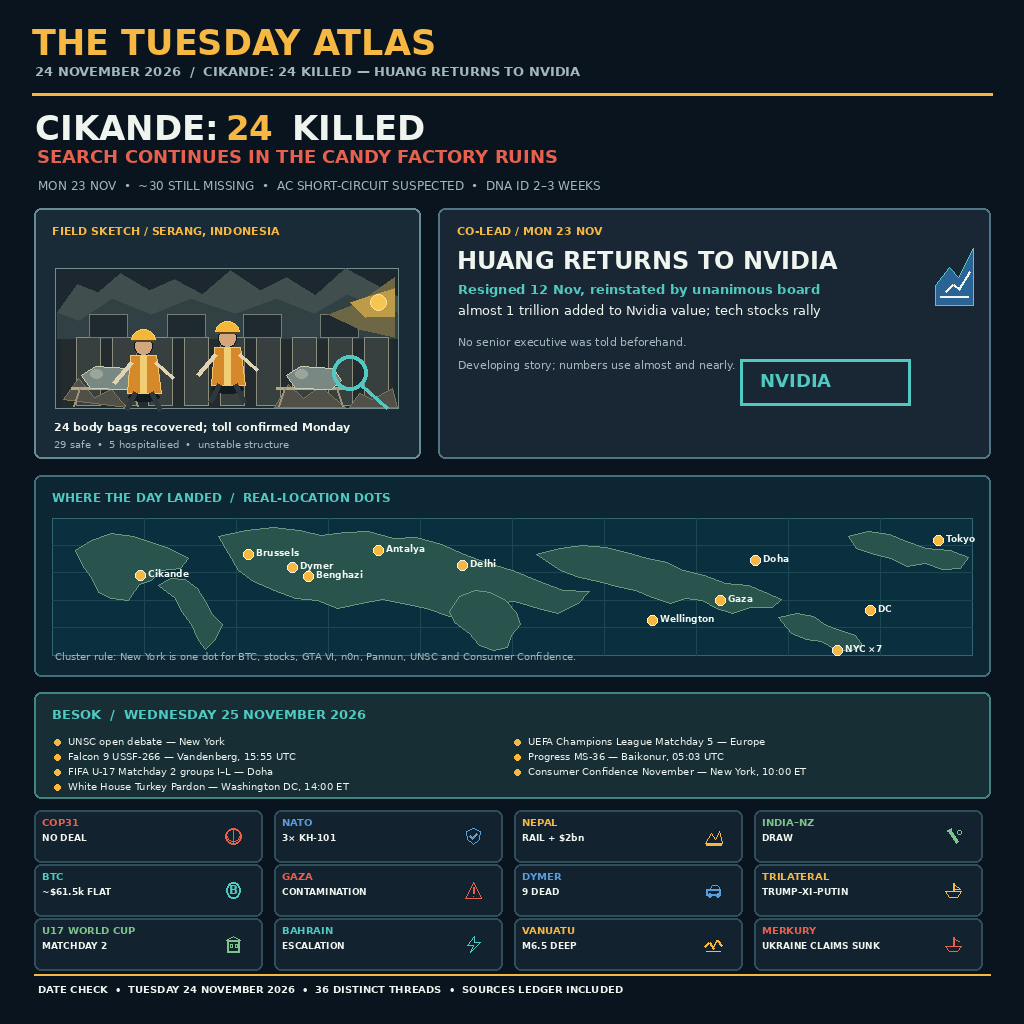 THE TUESDAY ATLAS
24 NOVEMBER 2026 / CIKANDE: 24 KILLED — HUANG RETURNS TO NVIDIA
CIKANDE: 24 KILLED
SEARCH CONTINUES IN THE CANDY FACTORY RUINS
MON 23 NOV • ~30 STILL MISSING • AC SHORT-CIRCUIT SUSPECTED • DNA ID 2–3 WEEKS
FIELD SKETCH / SERANG, INDONESIA
24 body bags recovered; toll confirmed Monday
29 safe • 5 hospitalised • unstable structure
CO-LEAD / MON 23 NOV
HUANG RETURNS TO NVIDIA
Resigned 12 Nov, reinstated by unanimous board
almost 1 trillion added to Nvidia value; tech stocks rally
No senior executive was told beforehand.
Developing story; numbers use almost and nearly.
NVIDIA
WHERE THE DAY LANDED / REAL-LOCATION DOTS
Cikande
Brussels
Dymer
Benghazi
Antalya
Delhi
Doha
Tokyo
Gaza
Wellington
DC
NYC ×7
Cluster rule: New York is one dot for BTC, stocks, GTA VI, n0n, Pannun, UNSC and Consumer Confidence.
BESOK / WEDNESDAY 25 NOVEMBER 2026
UNSC open debate — New York
Falcon 9 USSF-266 — Vandenberg, 15:55 UTC
FIFA U-17 Matchday 2 groups I–L — Doha
White House Turkey Pardon — Washington DC, 14:00 ET
UEFA Champions League Matchday 5 — Europe
Progress MS-36 — Baikonur, 05:03 UTC
Consumer Confidence November — New York, 10:00 ET
COP31
NO DEAL
NATO
3× KH-101
NEPAL
RAIL + $2bn
INDIA–NZ
DRAW
BTC
~$61.5k FLAT
B
GAZA
CONTAMINATION
DYMER
9 DEAD
TRILATERAL
TRUMP–XI–PUTIN
U17 WORLD CUP
MATCHDAY 2
BAHRAIN
ESCALATION
VANUATU
M6.5 DEEP
MERKURY
UKRAINE CLAIMS SUNK
DATE CHECK • TUESDAY 24 NOVEMBER 2026 • 36 DISTINCT THREADS • SOURCES LEDGER INCLUDED